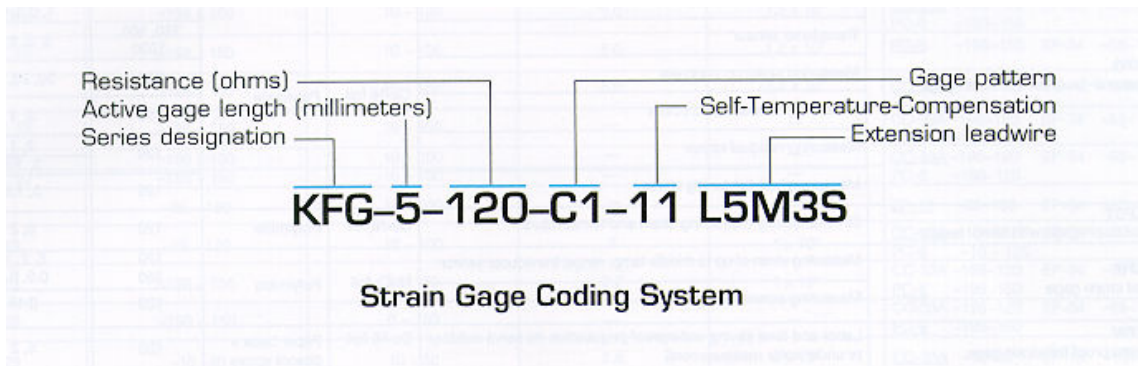 Resistance (ohms)
Active gage length (millimeters)
Series designation
Gage pattern
Self-Temperature-Compensation
Extension leadwire
KFG–5–120–C1–11 L5M3S
Strain Gage Coding System